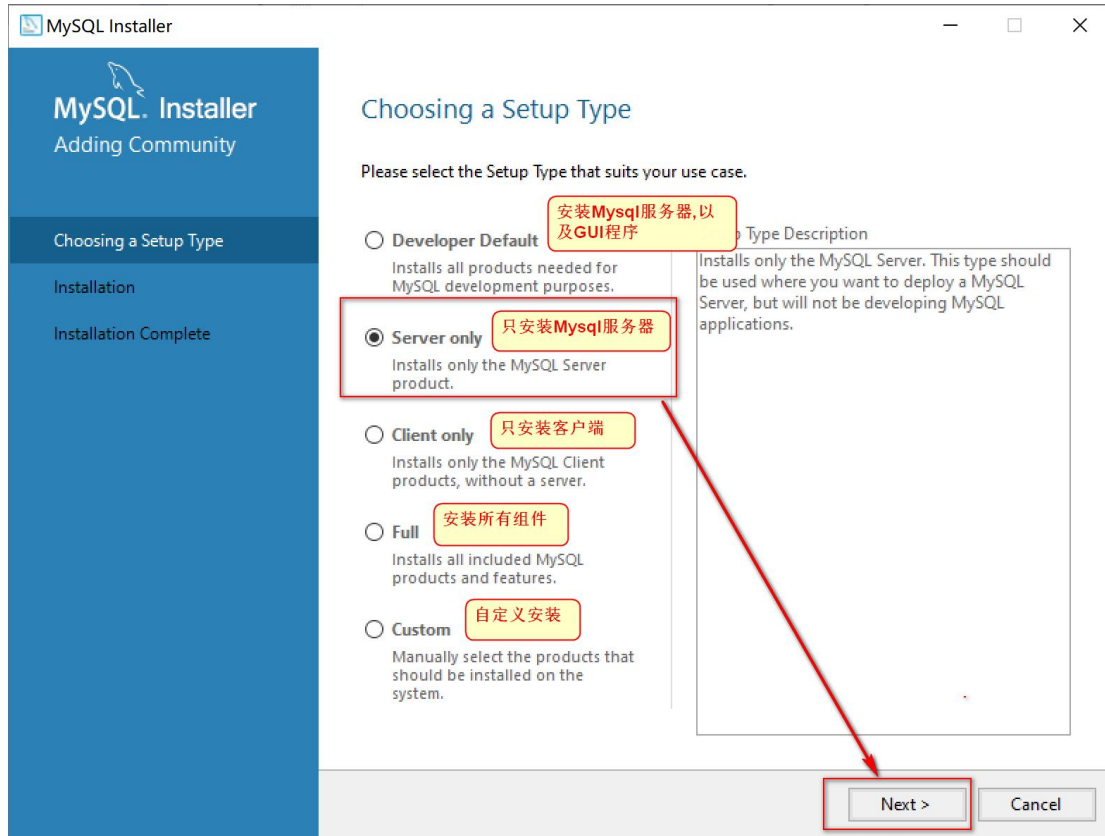 MySQL Installer
MySQL. Installer
Adding Community
Choosing a Setup Type
Installation
Installation Complete
Choosing a Setup Type
Please select the Setup Type that suits your use case.
Developer Default
安装Mysql服务器,以
及GUI程序
Installs all products needed for
MySQL development purposes.
Server only
只安装Mysql服务器
Installs only the MySQL Server
product.
Client only
只安装客户端
Installs only the MySQL Client
products, without a server.
Full
安装所有组件
Installs all included MySQL
products and features.
Custom
自定义安装
Manually select the products that
should be installed on the
system.
Type Description
Installs only the MySQL Server. This type should
be used where you want to deploy a MySQL
Server, but will not be developing MySQL
applications.
Next >
Cancel